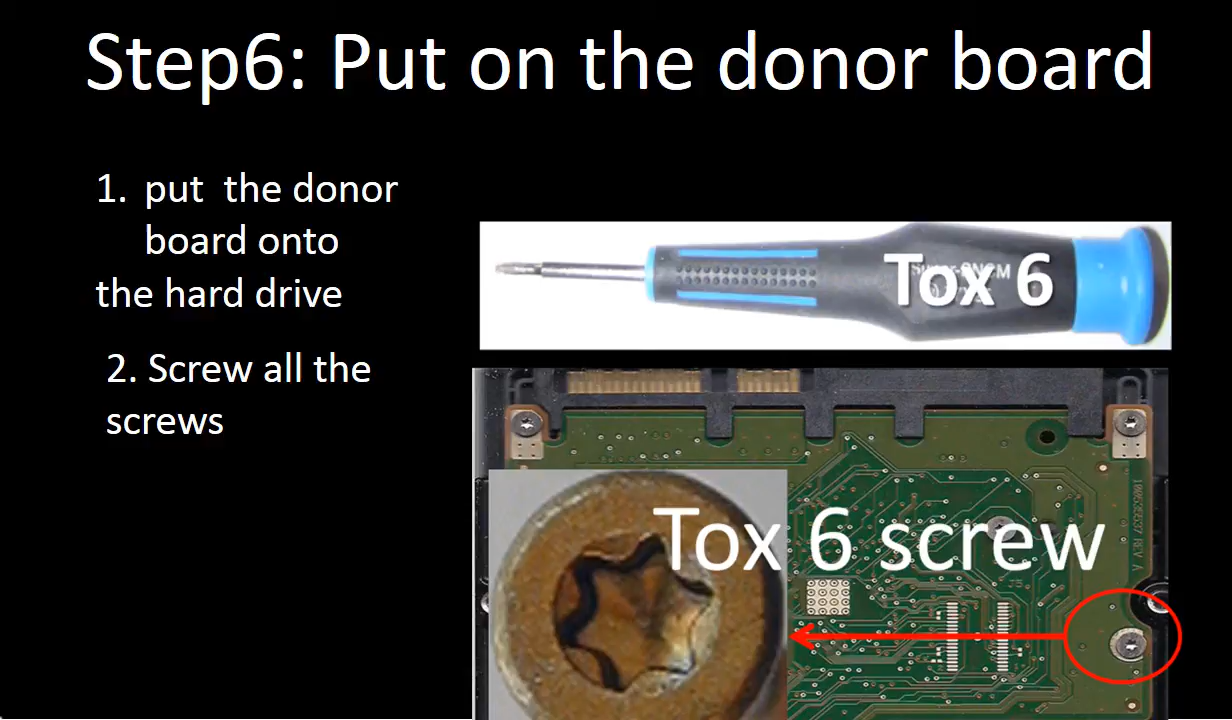 Step6: Put on the donor board
1. put the donor
board onto
the hard drive
2. Screw all the
screws
Tox 6
Tox 6 screw
REV A